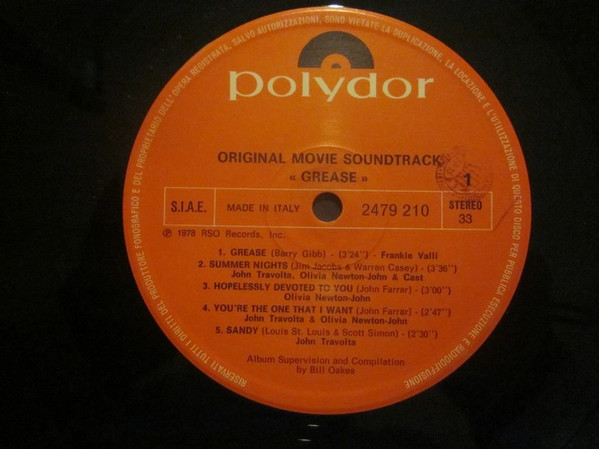 RISERVATI TUTTI I DIRITTI DEL PRODUTTORE FONOGRAFICO E DEL PROPRIETARIO DELL'OPERA REGISTRATA. SALVO AUTORIZZAZIONI, SONO VIETATE LA DUPLICAZIONE, LA LOCAZIONE E L'UTILIZZAZIONE DI QUESTO DISCO PER PUBBLICA ESECUZIONE E RADIODIFFUSIONE
polydor
ORIGINAL MOVIE SOUNDTRACK
« GREASE »
1
S.I.A.E.
MADE IN ITALY
2479 210
STEREO
33
℗ 1978 RSO Records, Inc.
1. GREASE (Barry Gibb) - (3'24") - Frankie Valli
2. SUMMER NIGHTS (Jim Jacobs & Warren Casey) - (3'36")
John Travolta, Olivia Newton-John & Cast
3. HOPELESSLY DEVOTED TO YOU (John Farrar) - (3'00")
Olivia Newton-John
4. YOU'RE THE ONE THAT I WANT (John Farrar) - (2'47")
John Travolta & Olivia Newton-John
5. SANDY (Louis St. Louis & Scott Simon) - (2'30")
John Travolta
Album Supervision and Compilation
by Bill Oakes